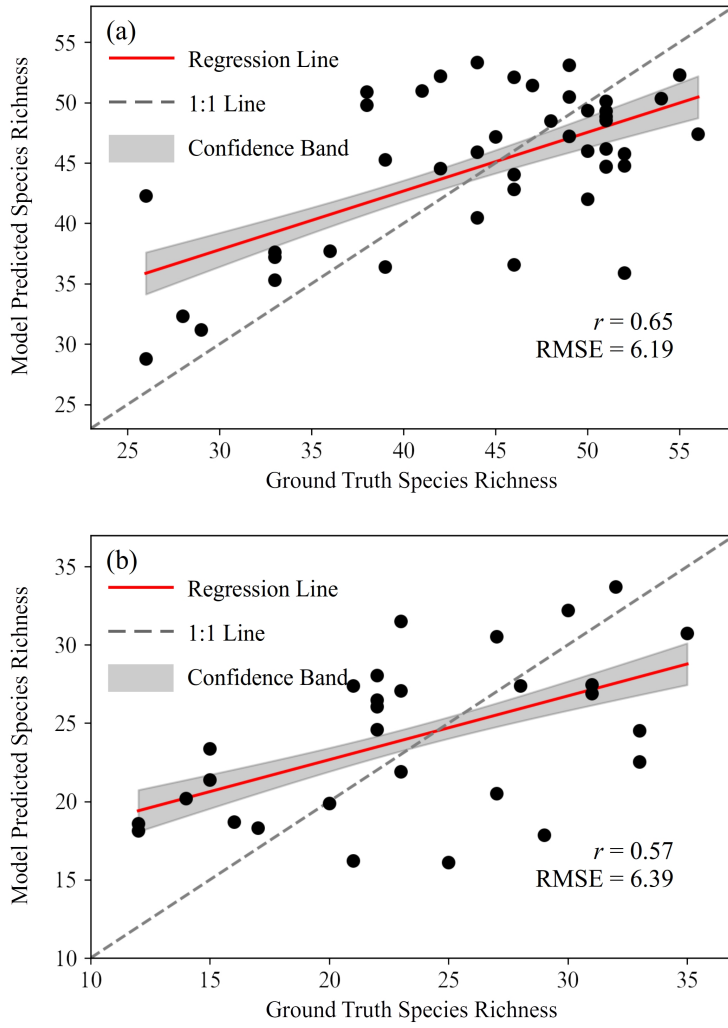 (a)
Regression Line
1:1 Line
Confidence Band
r = 0.65
RMSE = 6.19
55
50
45
40
35
30
25
Model Predicted Species Richness
25 30 35 40 45 50 55
Ground Truth Species Richness
(b)
Regression Line
1:1 Line
Confidence Band
r = 0.57
RMSE = 6.39
35
30
25
20
15
10
Model Predicted Species Richness
10 15 20 25 30 35
Ground Truth Species Richness